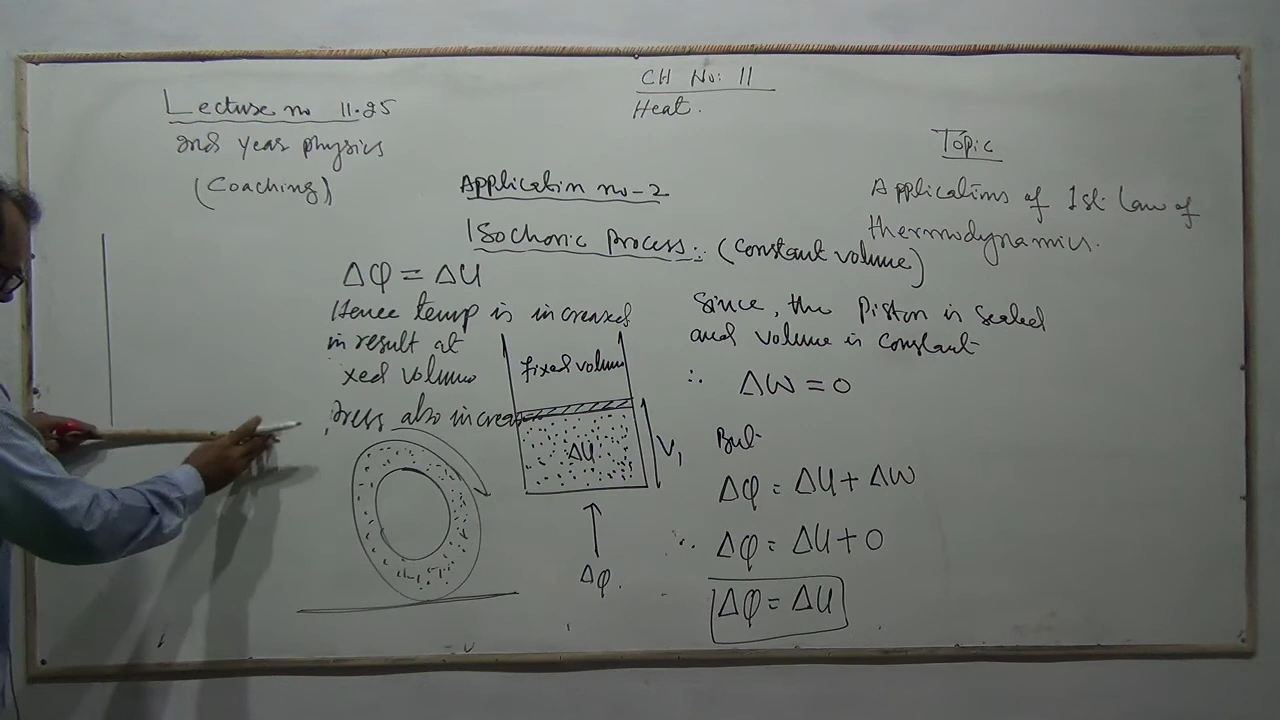 CH No: 11
Heat.
Lecture no 11.25
2nd year physics
(Coaching)
Topic
Applications of 1st Law of
thermodynamics.
Application no-2
Isochoric Process:. (Constant volume)
ΔQ = ΔU
Hence temp is increased
in result at
xed volume
press also increase
fixed volume
ΔU
V₁
ΔQ.
Since, the Piston is Sealed
and volume is constant
∴ ΔW = 0
But
ΔQ = ΔU + ΔW
∴ ΔQ = ΔU + 0
ΔQ = ΔU